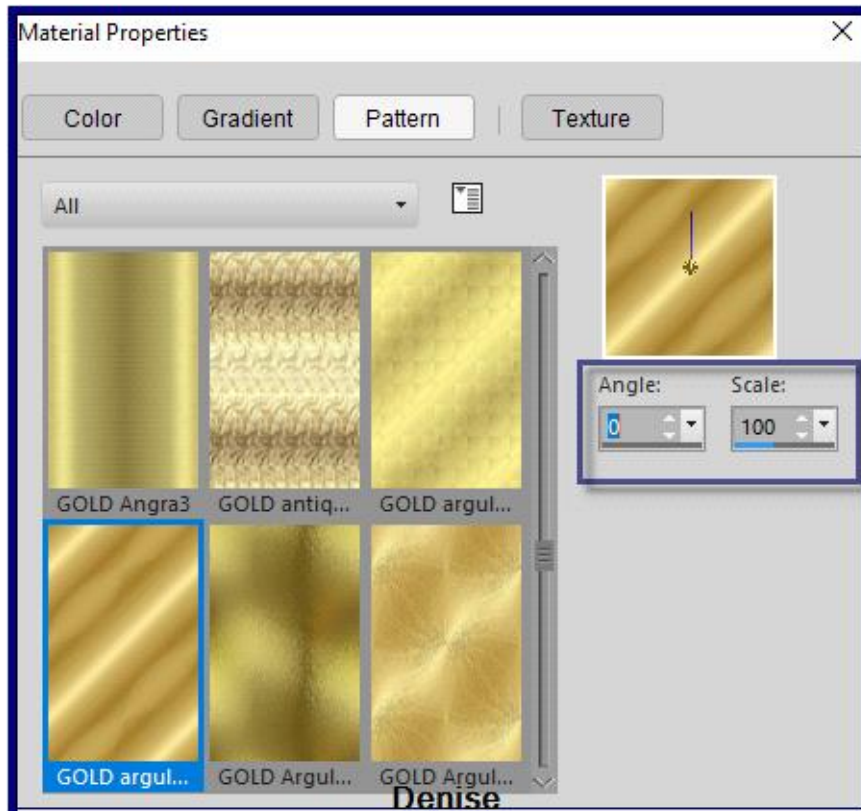 Material Properties
Color Gradient Pattern Texture
All
Angle: Scale:
0 100
GOLD Angra3 GOLD antiq... GOLD argul...
GOLD argul... GOLD Argul... GOLD Argul...
Denise